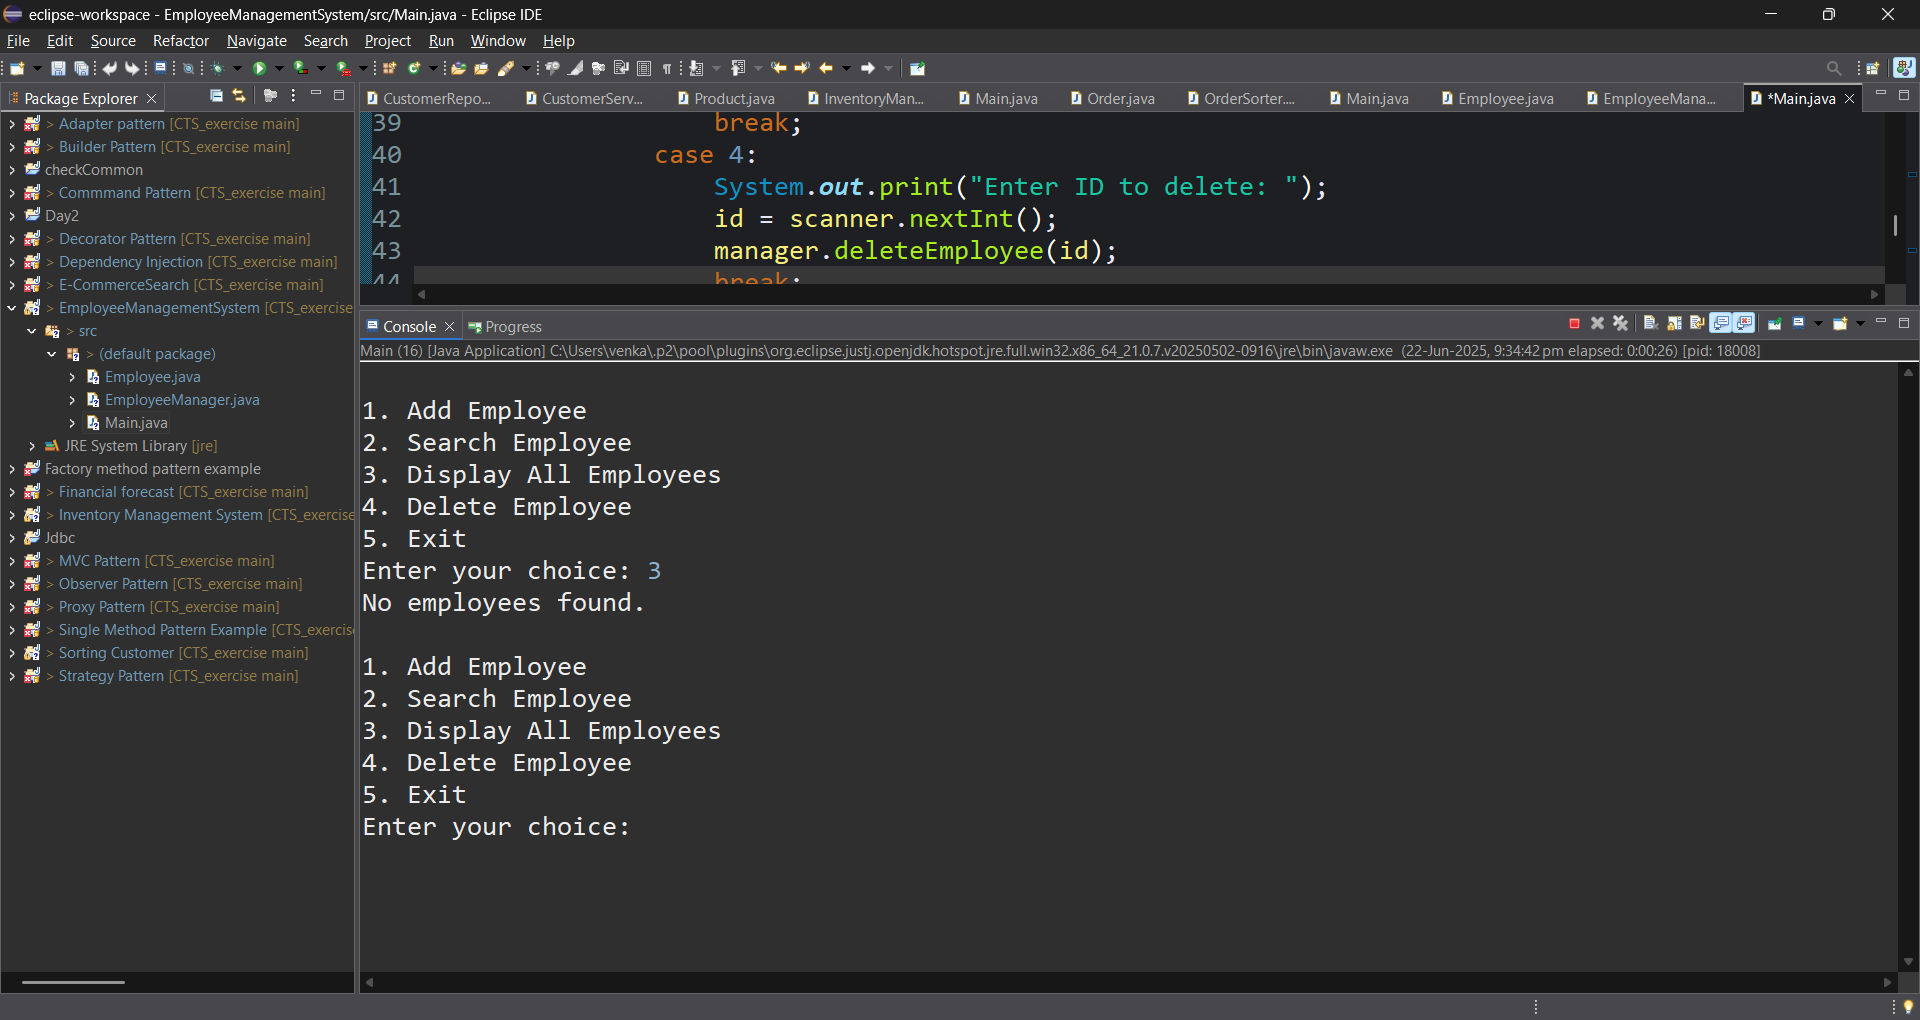 eclipse-workspace - EmployeeManagementSystem/src/Main.java - Eclipse IDE
File Edit Source Refactor Navigate Search Project Run Window Help
Package Explorer
> Adapter pattern [CTS_exercise main]
> Builder Pattern [CTS_exercise main]
checkCommon
> Commmand Pattern [CTS_exercise main]
Day2
> Decorator Pattern [CTS_exercise main]
> Dependency Injection [CTS_exercise main]
> E-CommerceSearch [CTS_exercise main]
> EmployeeManagementSystem [CTS_exercise
> src
> (default package)
Employee.java
EmployeeManager.java
Main.java
JRE System Library [jre]
Factory method pattern example
> Financial forecast [CTS_exercise main]
> Inventory Management System [CTS_exercise
Jdbc
> MVC Pattern [CTS_exercise main]
> Observer Pattern [CTS_exercise main]
> Proxy Pattern [CTS_exercise main]
> Single Method Pattern Example [CTS_exercis
> Sorting Customer [CTS_exercise main]
> Strategy Pattern [CTS_exercise main]
CustomerRepo... CustomerServ... Product.java InventoryMan... Main.java Order.java OrderSorter.... Main.java Employee.java EmployeeMana... *Main.java
39 break;
40 case 4:
41 System.out.print("Enter ID to delete: ");
42 id = scanner.nextInt();
43 manager.deleteEmployee(id);
44 break;
Console Progress
Main (16) [Java Application] C:\Users\venka\.p2\pool\plugins\org.eclipse.justj.openjdk.hotspot.jre.full.win32.x86_64_21.0.7.v20250502-0916\jre\bin\javaw.exe (22-Jun-2025, 9:34:42 pm elapsed: 0:00:26) [pid: 18008]
1. Add Employee
2. Search Employee
3. Display All Employees
4. Delete Employee
5. Exit
Enter your choice: 3
No employees found.
1. Add Employee
2. Search Employee
3. Display All Employees
4. Delete Employee
5. Exit
Enter your choice: